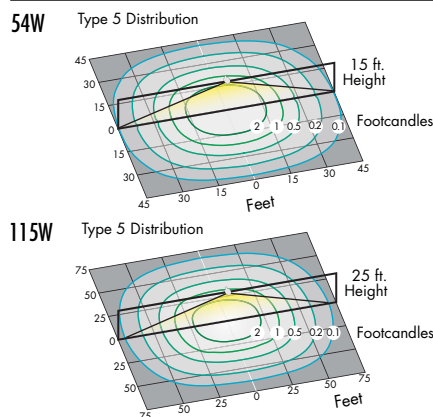 54W Type 5 Distribution
45
30
15
0
15
30
45
45 30 15 0 15 30 45
Feet
15 ft.
Height
2 1 0.5 0.2 0.1 Footcandles
115W Type 5 Distribution
75
50
25
0
25
50
75
75 50 25 0 25 50 75
Feet
25 ft.
Height
2 1 0.5 0.2 0.1 Footcandles